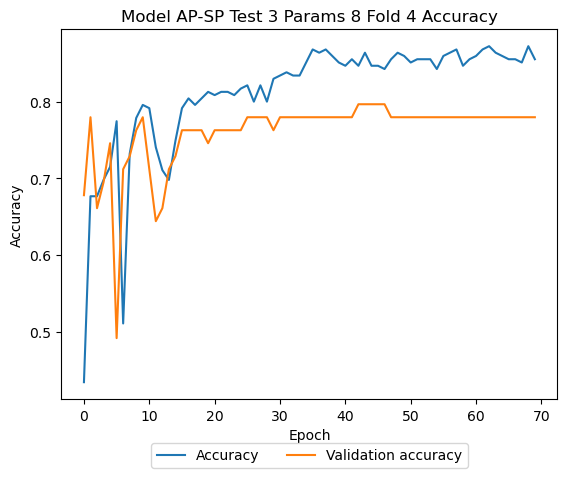 Model AP-SP Test 3 Params 8 Fold 4 Accuracy
Accuracy
0.8
0.7
0.6
0.5
0 10 20 30 40 50 60 70
Epoch
Accuracy Validation accuracy